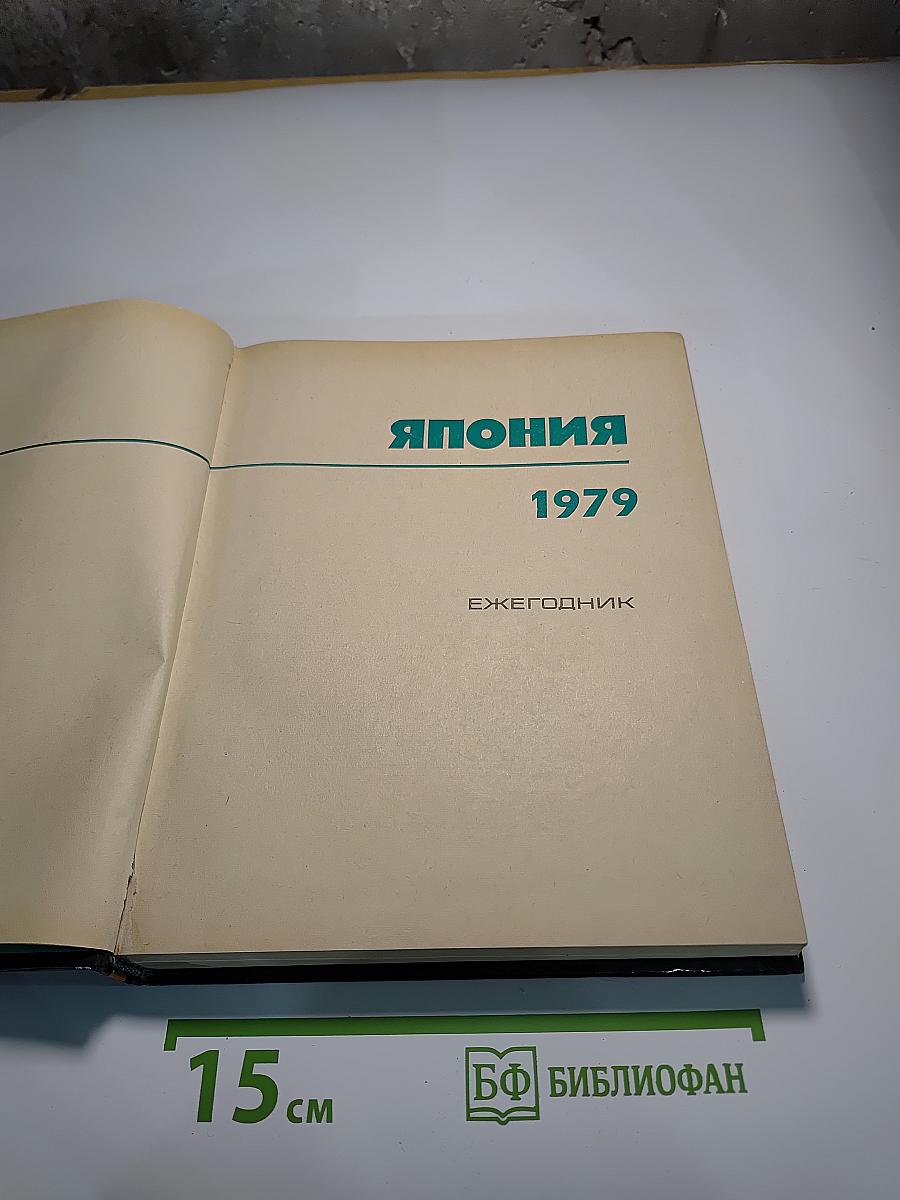 ЯПОНИЯ
1979
ЕЖЕГОДНИК
15 см
БФ БИБЛИОФАН